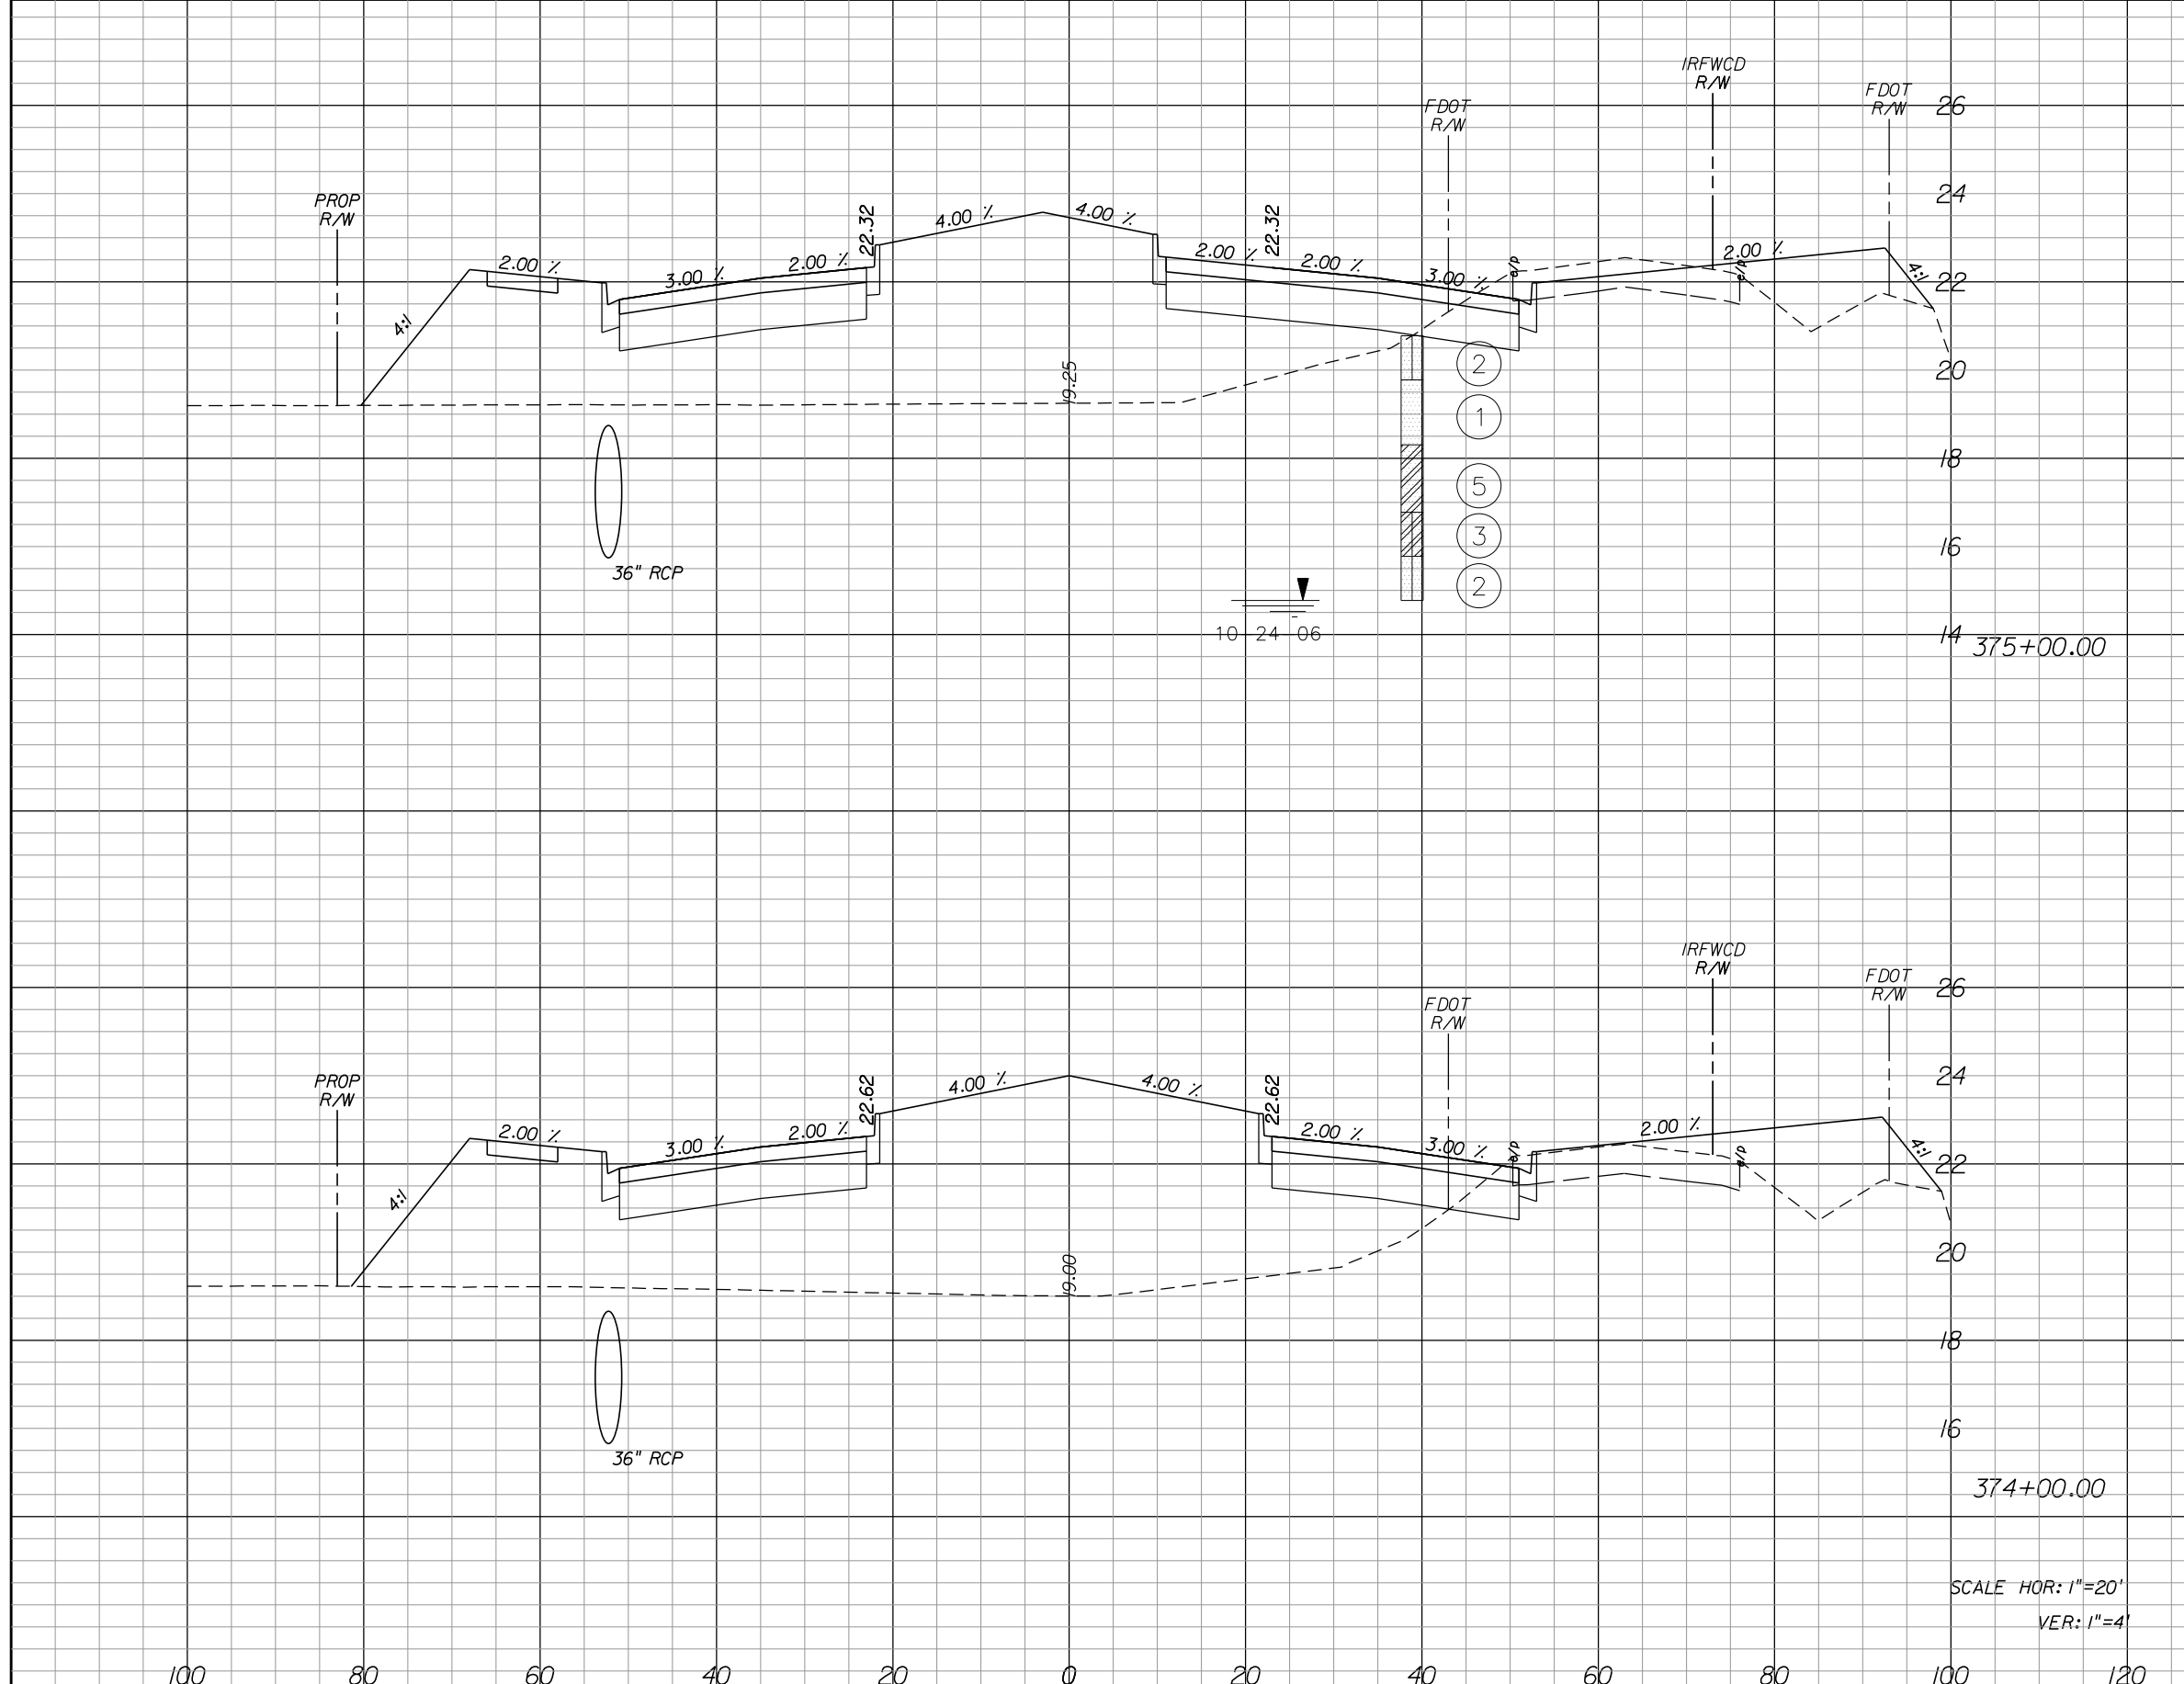 IRFWCD
R/W
FDOT
R/W
26
FDOT
R/W
PROP
R/W
24
22.32
4.00 %
4.00 %
22.32
2.00 %
3.00 %
2.00 %
2.00 %
2.00 %
3.00 %
e/p
2.00 %
e/p
4:1
22
4:1
19.25
2
20
1
18
5
3
16
36" RCP
2
10-24-06
14
375+00.00
IRFWCD
R/W
FDOT
R/W
26
FDOT
R/W
PROP
R/W
24
22.62
4.00 %
4.00 %
22.62
2.00 %
3.00 %
2.00 %
2.00 %
3.00 %
e/p
2.00 %
e/p
4:1
22
4:1
19.00
20
18
16
36" RCP
374+00.00
SCALE HOR: 1"=20'
VER: 1"=4'
100 80 60 40 20 0 20 40 60 80 100 120